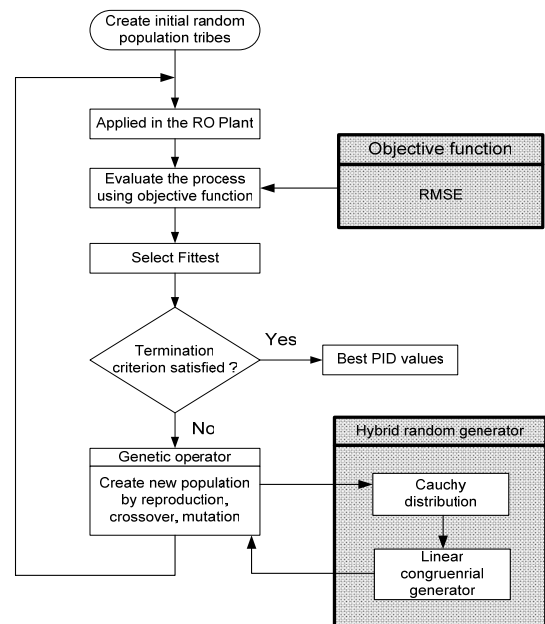 Create initial random
population tribes
Applied in the RO Plant
Evaluate the process
using objective function
Objective function
RMSE
Select Fittest
Termination
criterion satisfied ?
Yes
Best PID values
No
Genetic operator
Create new population
by reproduction,
crossover, mutation
Hybrid random generator
Cauchy
distribution
Linear
congruenrial
generator